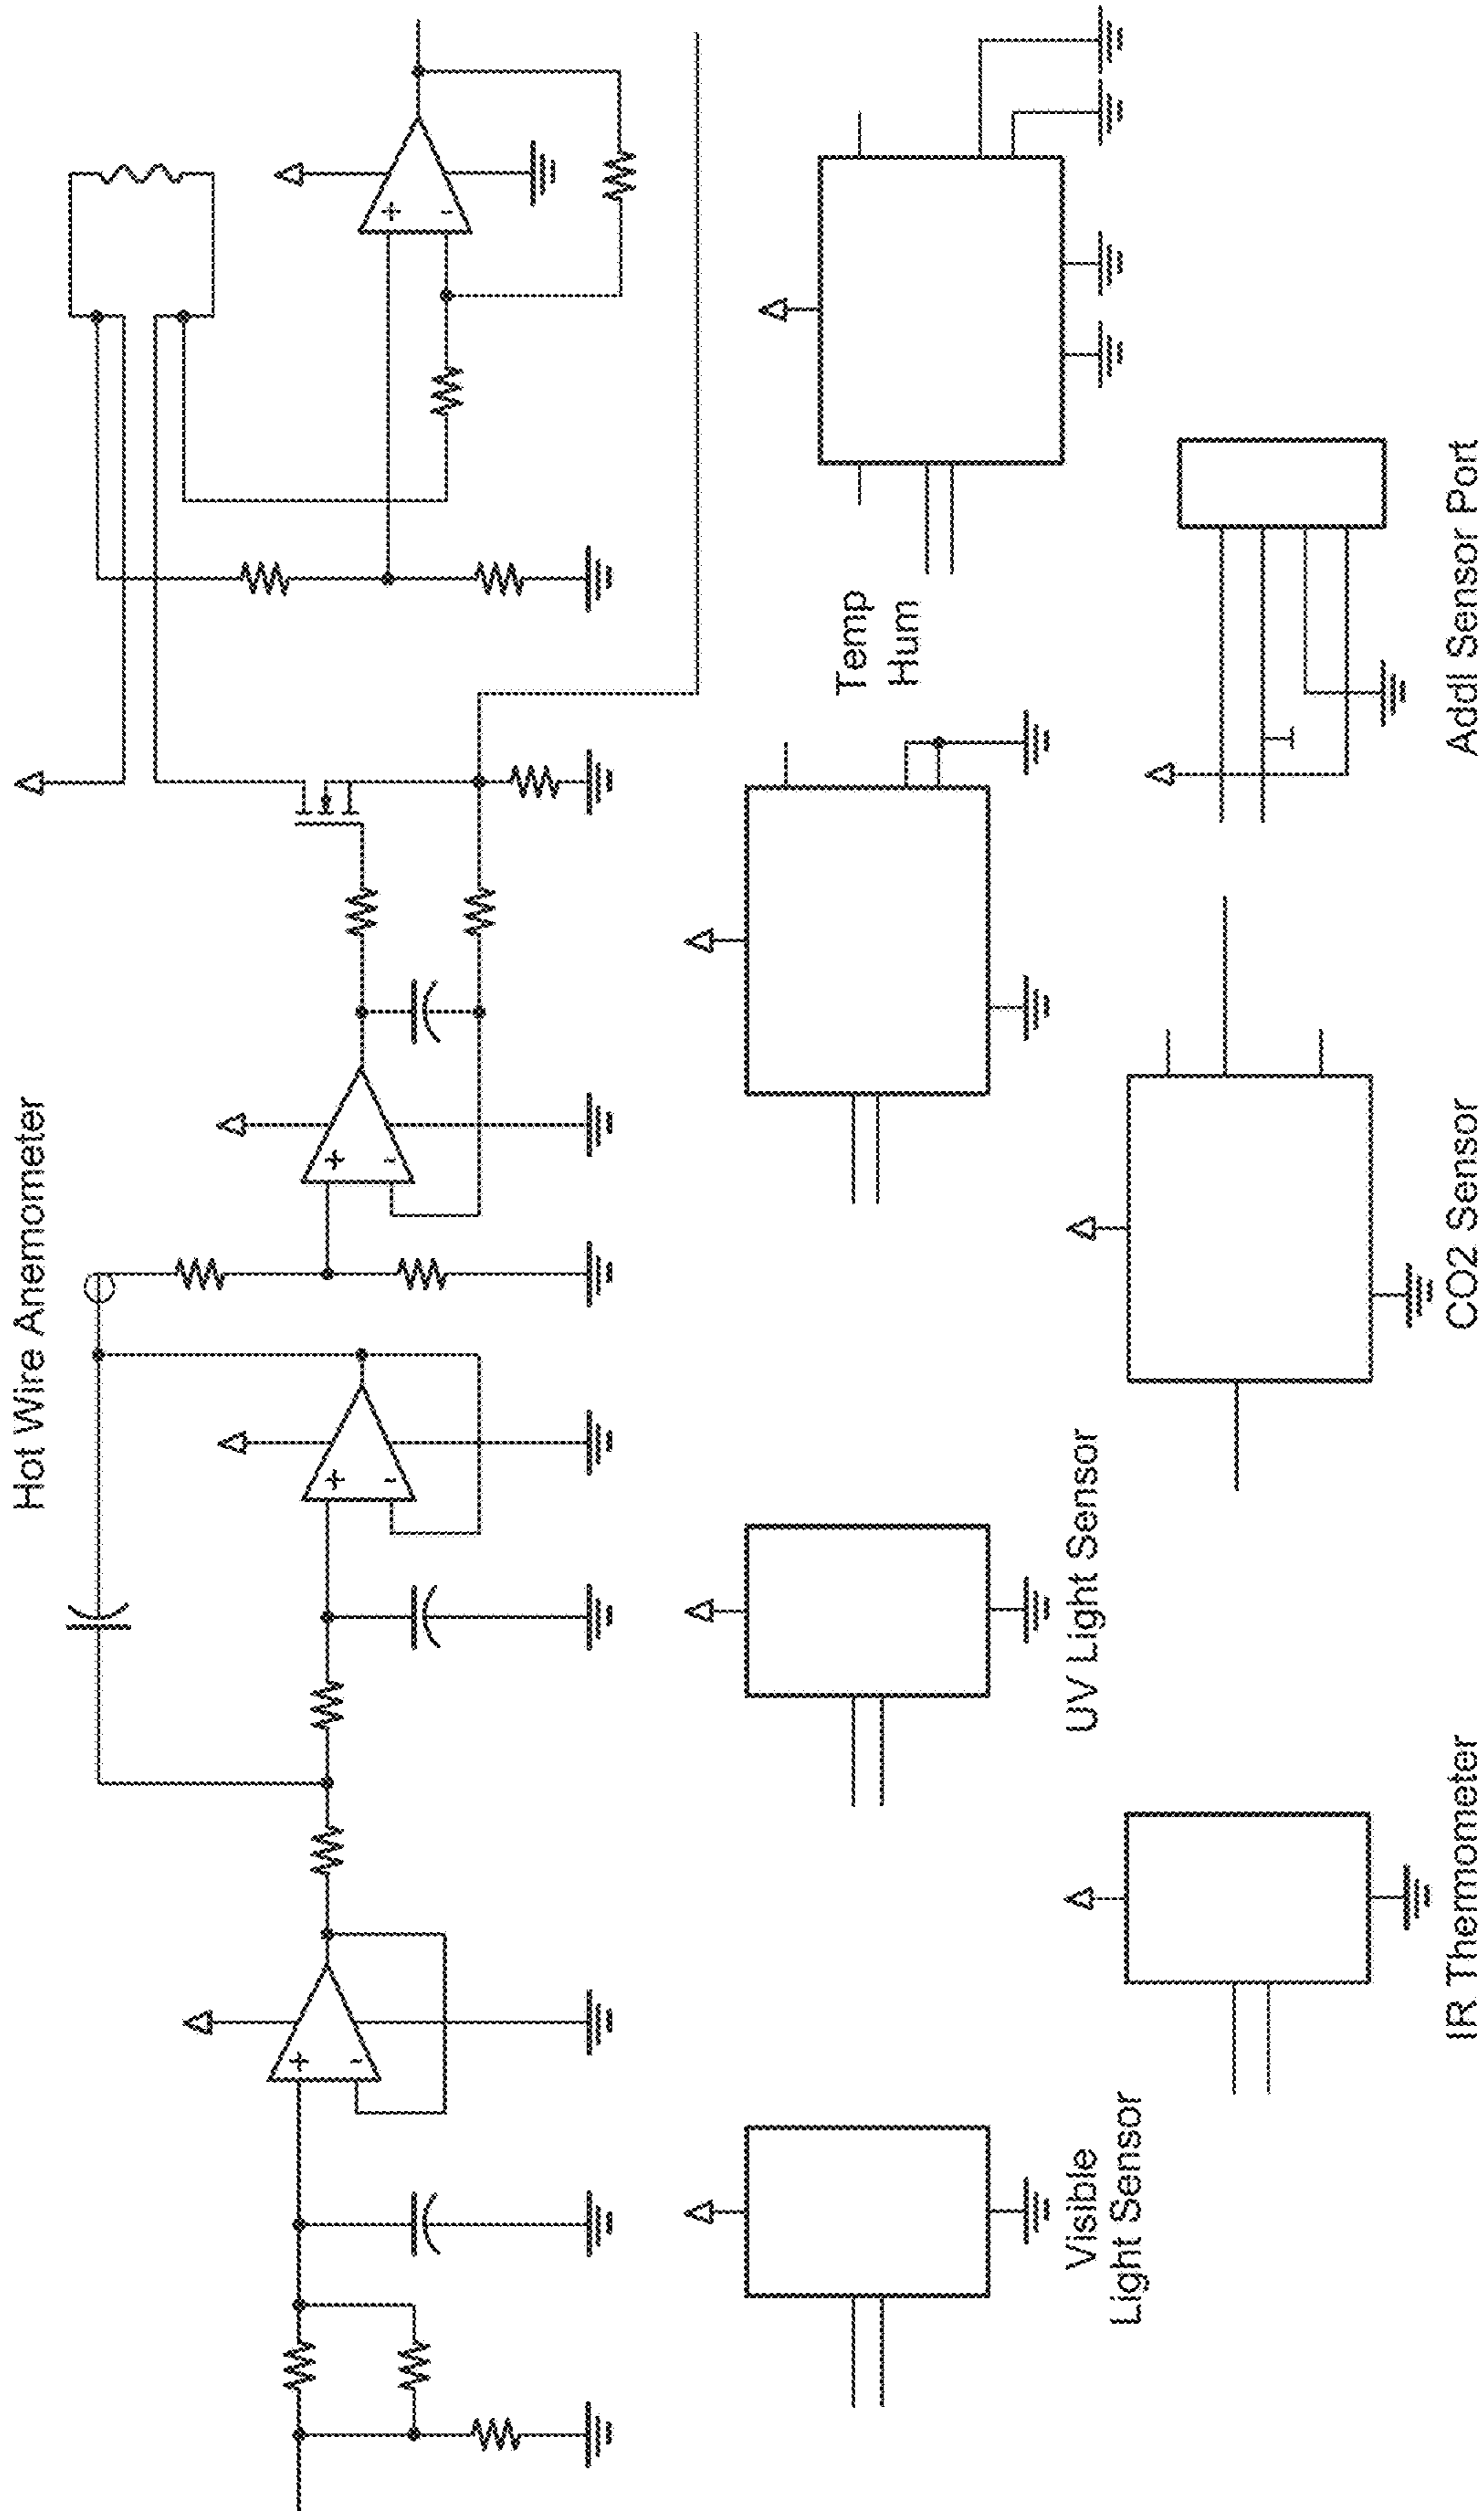 Hot Wire Anemometer
Temp
Hum
Visible
Light Sensor
UV Light Sensor
IR Thermometer
CO2 Sensor
Addl Sensor Port